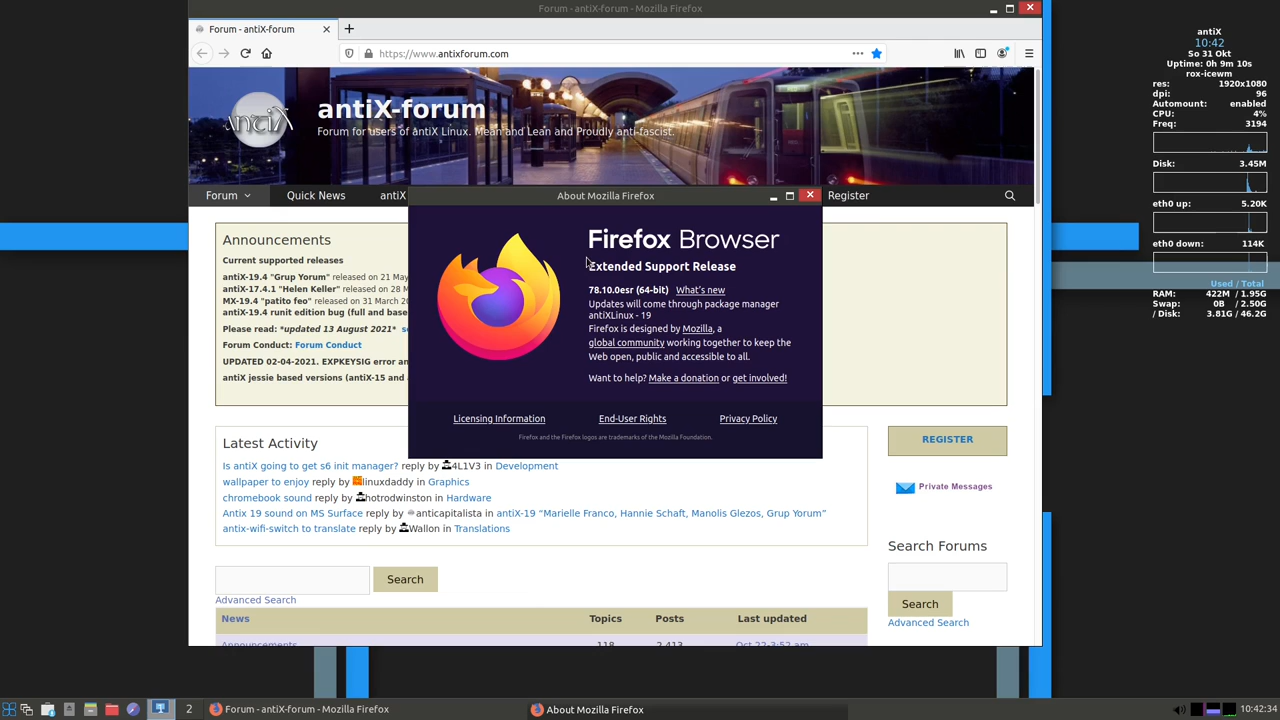 Forum - antiX-forum - Mozilla Firefox
Forum - antiX-forum
https://www.antixforum.com
antiX
antiX-forum
Forum for users of antiX Linux. Mean and Lean and Proudly anti-fascist.
Forum
Quick News
antiX
Register
Announcements
Current supported releases
antiX-19.4 "Grup Yorum" released on 21 May
antiX-17.4.1 "Helen Keller" released on 28 M
MX-19.4 "patito feo" released on 31 March 20
antiX-19.4 runit edition bug (full and base
Please read: *updated 13 August 2021* s
Forum Conduct: Forum Conduct
UPDATED 02-04-2021. EXPKEYSIG error an
antiX jessie based versions (antiX-15 and
About Mozilla Firefox
Firefox Browser
Extended Support Release
78.10.0esr (64-bit) What's new
Updates will come through package manager
antiXLinux - 19
Firefox is designed by Mozilla, a
global community working together to keep the
Web open, public and accessible to all.
Want to help? Make a donation or get involved!
Licensing Information
End-User Rights
Privacy Policy
Firefox and the Firefox logos are trademarks of the Mozilla Foundation.
Latest Activity
Is antiX going to get s6 init manager? reply by 4L1V3 in Development
wallpaper to enjoy reply by linuxdaddy in Graphics
chromebook sound reply by hotrodwinston in Hardware
Antix 19 sound on MS Surface reply by anticapitalista in antiX-19 “Marielle Franco, Hannie Schaft, Manolis Glezos, Grup Yorum”
antix-wifi-switch to translate reply by Wallon in Translations
Search
Advanced Search
News
Topics
Posts
Last updated
Announcements
118
2,413
Oct 22-3:52 am
REGISTER
Private Messages
Search Forums
Search
Advanced Search
antiX
10:42
So 31 Okt
Uptime: 0h 9m 10s
rox-icewm
res: 1920x1080
dpi: 96
Automount: enabled
CPU: 4%
Freq: 3194
Disk: 3.45M
eth0 up: 5.20K
eth0 down: 114K
Used / Total
RAM: 422M / 1.95G
Swap: 0B / 2.50G
/ Disk: 3.81G / 46.2G
2
Forum - antiX-forum - Mozilla Firefox
About Mozilla Firefox
10:42:34